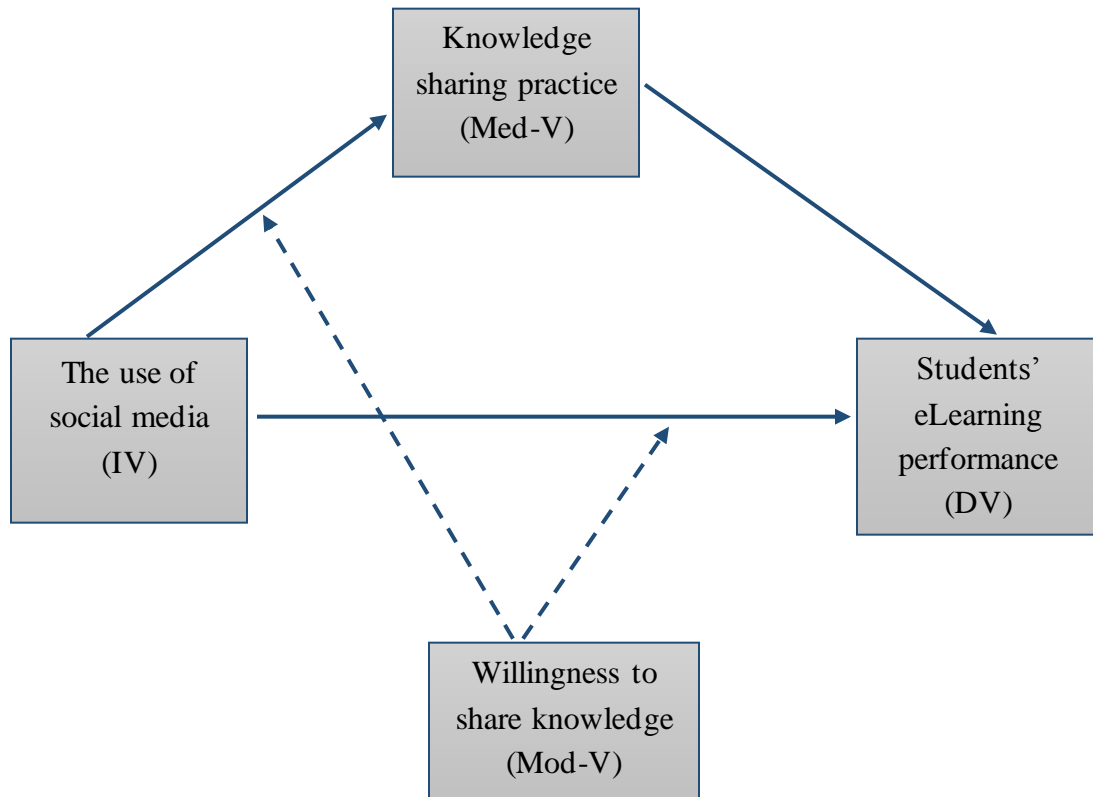 Knowledge
sharing practice
(Med-V)
The use of
social media
(IV)
Students’
eLearning
performance
(DV)
Willingness to
share knowledge
(Mod-V)